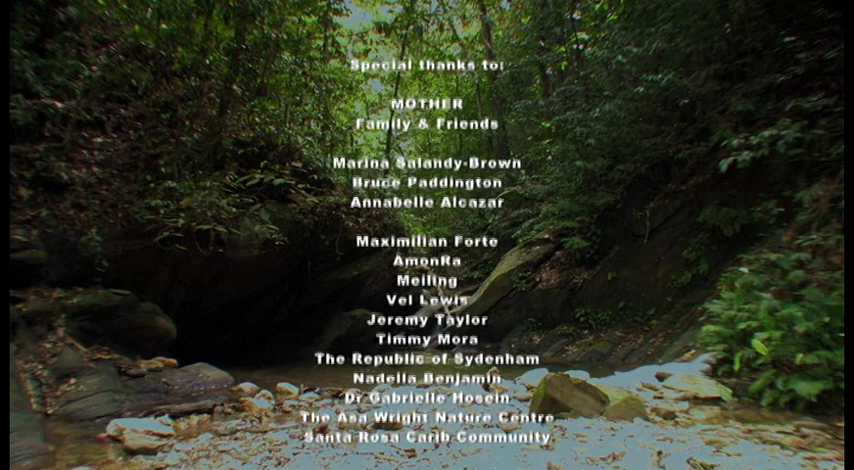 Special thanks to:
MOTHER
Family & Friends
Marina Salandy-Brown
Bruce Paddington
Annabelle Alcazar
Maximilian Forte
AmonRa
Meiling
Vel Lewis
Jeremy Taylor
Timmy Mora
The Republic of Sydenham
Nadella Benjamin
Dr Gabrielle Hosein
The Asa Wright Nature Centre
Santa Rosa Carib Community